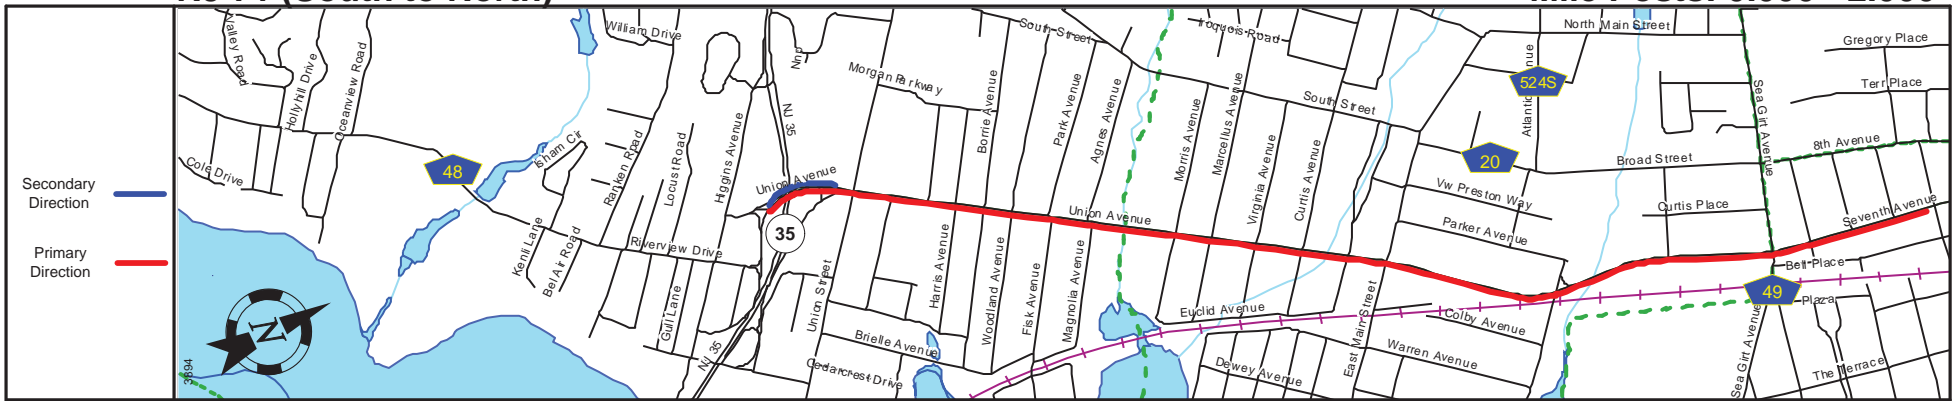 Secondary
Direction
Primary
Direction
Valley Road
Hollyhill Drive
Oceanview Road
Cole Drive
48
William Drive
Isham Cir
Ranken Road
Locust Road
Higgins Avenue
Kenli Lane
Bel Air Road
Riverview Drive
Gull Lane
NJ 35
NJ 35
Union Avenue
35
Morgan Parkway
Union Street
Brielle Avenue
Cedarcrest Drive
Harris Avenue
Woodland Avenue
Fisk Avenue
Magnolia Avenue
Borrie Avenue
Park Avenue
Agnes Avenue
South Street
Union Avenue
Iroquois Road
Morris Avenue
Marcellus Avenue
Virginia Avenue
Curtis Avenue
South Street
Euclid Avenue
Dewey Avenue
East Main Street
Warren Avenue
Colby Avenue
Parker Avenue
Vw Preston Way
20
524S
North Main Street
Broad Street
Curtis Place
Sea Girt Avenue
Gregory Place
Terr Place
8th Avenue
Seventh Avenue
Bell Place
49
Plaza
Sea Girt Avenue
The Terrace
N
3894